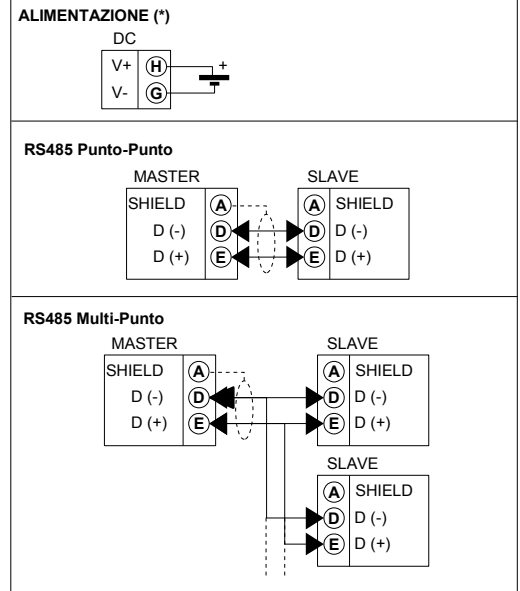 ALIMENTAZIONE (*)
DC
V+ H +
V- G
RS485 Punto-Punto
MASTER SLAVE
SHIELD A A SHIELD
D (-) D D D (-)
D (+) E E D (+)
RS485 Multi-Punto
MASTER SLAVE
SHIELD A A SHIELD
D (-) D D D (-)
D (+) E E D (+)
SLAVE
A SHIELD
D D (-)
E D (+)